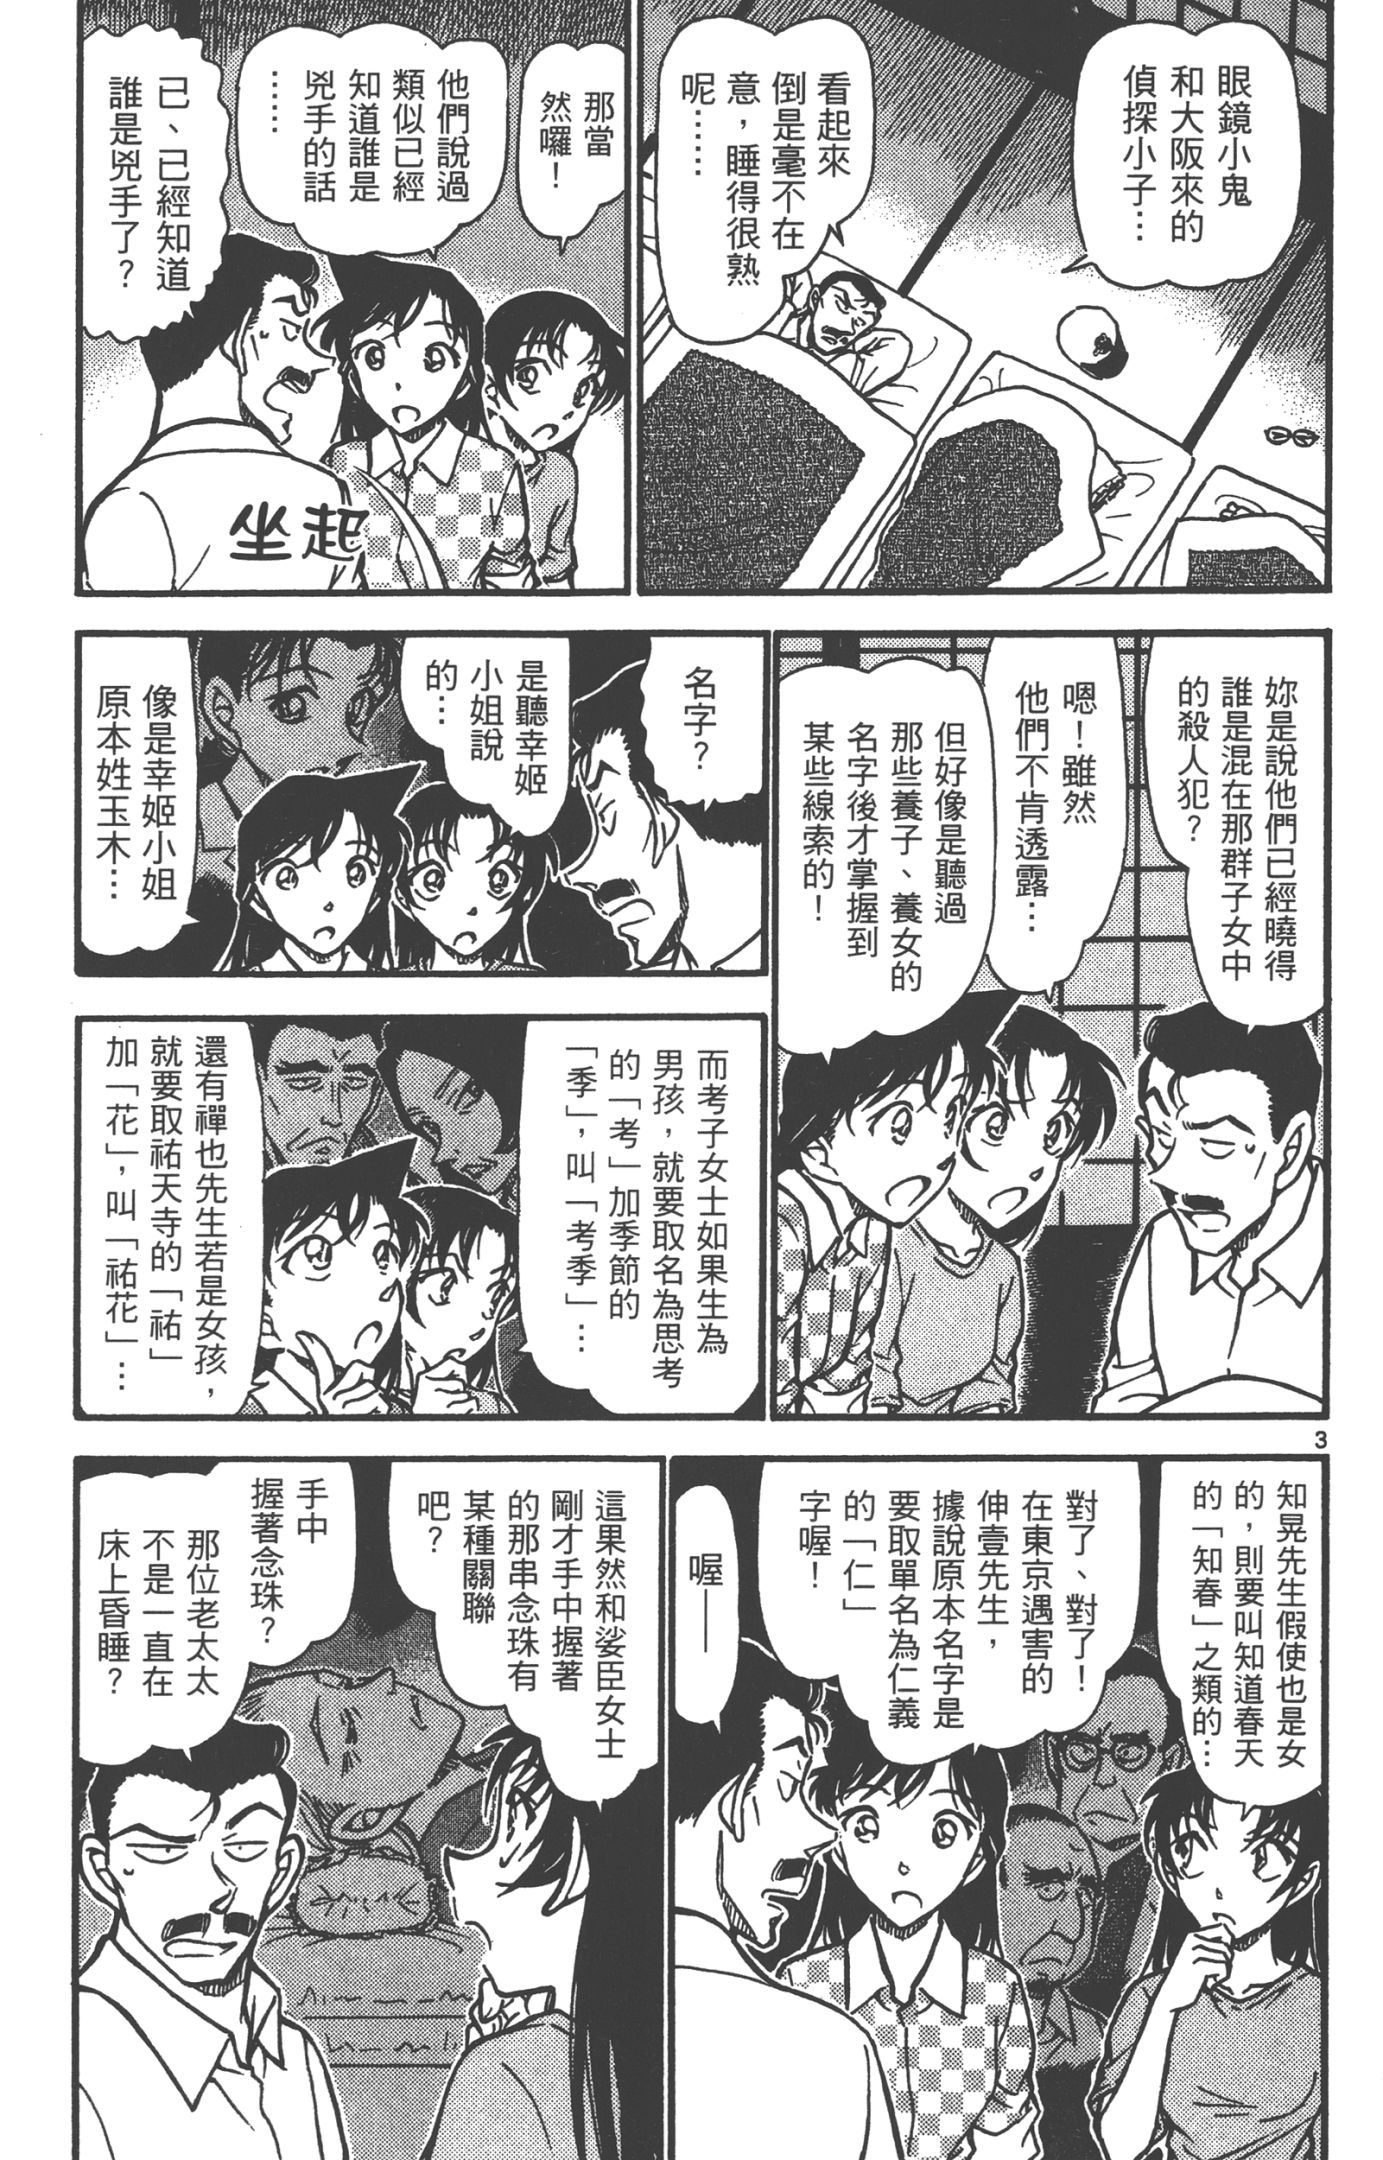 眼鏡小鬼
和大阪來的
偵探小子…
看起來
倒是毫不在
意，睡得很熟
呢……
那當
然囉！
他們說過
類似已經
知道誰是
兇手的話
……
已、已經知道
誰是兇手了？
坐起
妳是說他們已經曉得
誰是混在那群子女中
的殺人犯？
嗯！雖然
他們不肯透露…
但好像是聽過
那些養子、養女的
名字後才掌握到
某些線索的！
名字？
是聽幸姬
小姐說
的…
像是幸姬小姐
原本姓玉木…
而考子女士如果生為
男孩，就要取名為思考
的「考」加季節的
「季」，叫「考季」…
還有禪也先生若是女孩，
就要取祐天寺的「祐」
加「花」，叫「祐花」…
3
知晃先生假使也是女
的，則要叫知道春天
的「知春」之類的…
對了、對了！
在東京遇害的
伸壹先生，
據說原本名字是
要取單名為仁義
的「仁」
字喔！
喔——
這果然和娑臣女士
剛才手中握著
的那串念珠有
某種關聯
吧？
手中
握著念珠？
那位老太太
不是一直在
床上昏睡？